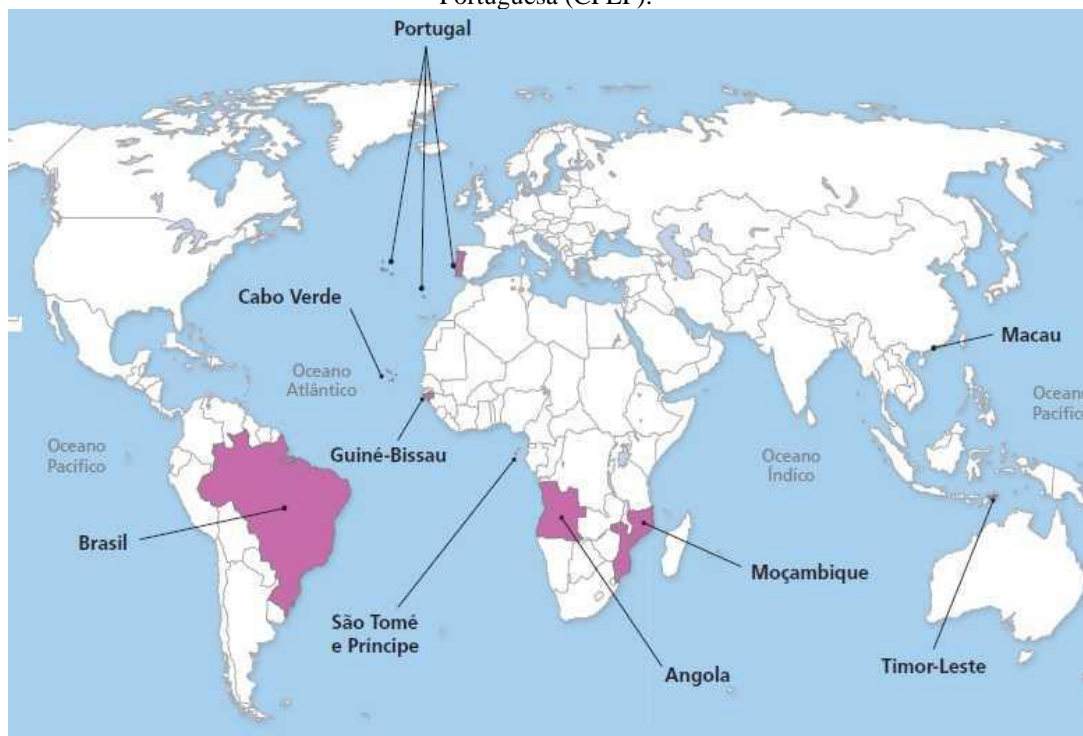 Portuguesa (CPLP).
Portugal
Cabo Verde
Macau
Oceano
Atlântico
Oceano
Pacífico
Guiné-Bissau
Oceano
Pacífico
Oceano
Índico
Brasil
Moçambique
São Tomé
e Príncipe
Angola
Timor-Leste